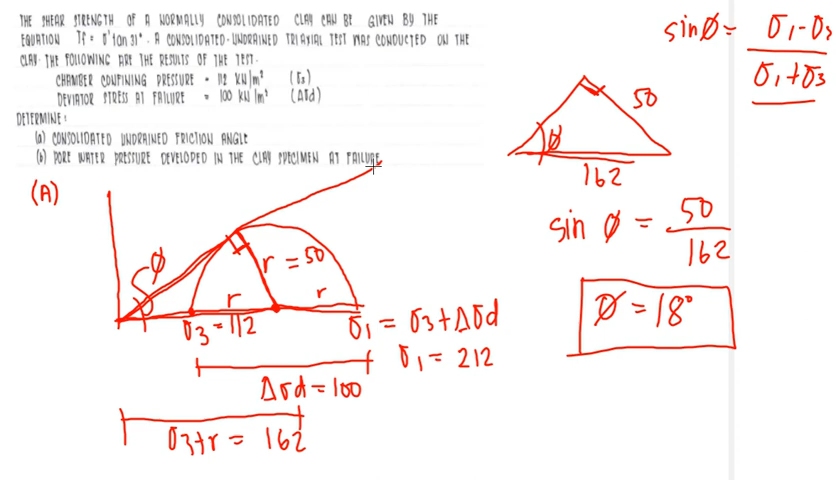 THE SHEAR STRENGTH OF A NORMALLY CONSOLIDATED CLAY CAN BE GIVEN BY THE
EQUATION Tf = σ' tan 31°. A CONSOLIDATED-UNDRAINED TRIAXIAL TEST WAS CONDUCTED ON THE
CLAY. THE FOLLOWING ARE THE RESULTS OF THE TEST.
CHAMBER CONFINING PRESSURE = 112 kN/m² (σ3)
DEVIATOR STRESS AT FAILURE = 100 kN/m² (Δσd)
DETERMINE:
(a) CONSOLIDATED UNDRAINED FRICTION ANGLE
(b) PORE WATER PRESSURE DEVELOPED IN THE CLAY SPECIMEN AT FAILURE
(A)
φ
r = 50
r
r
σ3 = 112
σ1 = σ3 + Δσd
σ1 = 212
Δσd = 100
σ3+r = 162
sinφ = σ1 - σ3
σ1 + σ3
50
φ
162
sin φ = 50
162
φ = 18°